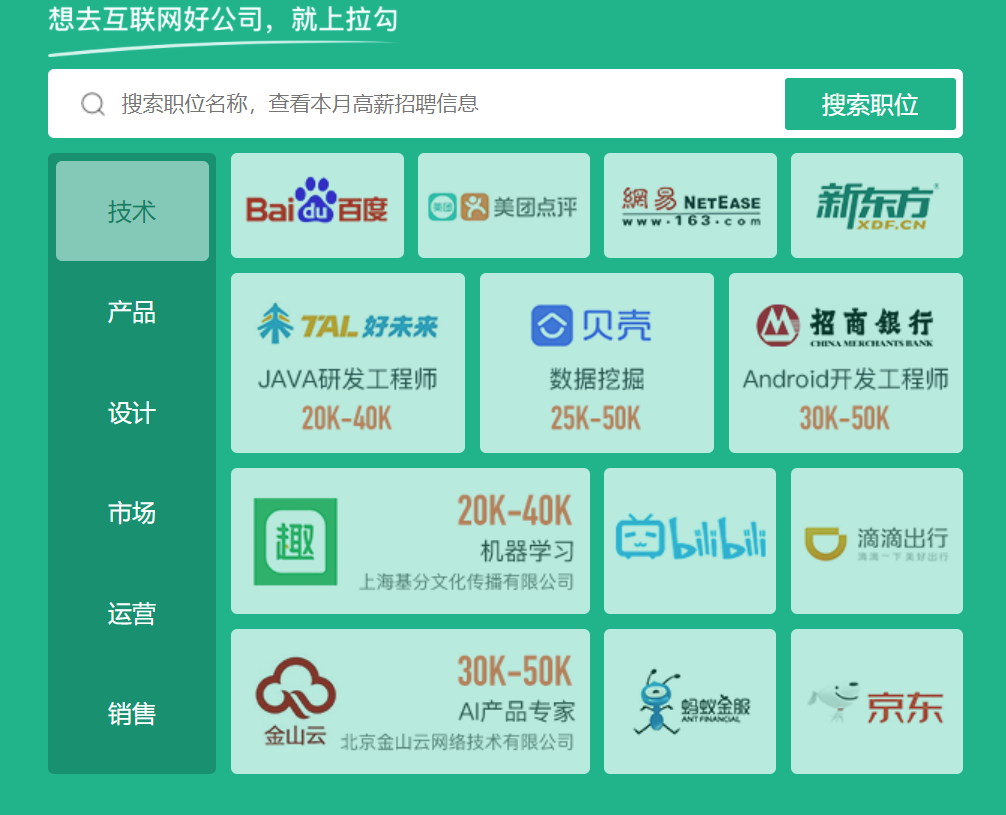 想去互联网好公司，就上拉勾
搜索职位名称，查看本月高薪招聘信息
搜索职位
技术
产品
设计
市场
运营
销售
Bai du 百度
美团 美团点评
網易 NETEASE
www.163.com
新东方
XDF.CN
TAL 好未来
JAVA研发工程师
20K-40K
贝壳
数据挖掘
25K-50K
招商银行
CHINA MERCHANTS BANK
Android开发工程师
30K-50K
趣
20K-40K
机器学习
上海基分文化传播有限公司
bilibili
滴滴出行
滴滴一下 美好出行
金山云
30K-50K
AI产品专家
北京金山云网络技术有限公司
蚂蚁金服
ANT FINANCIAL
京东